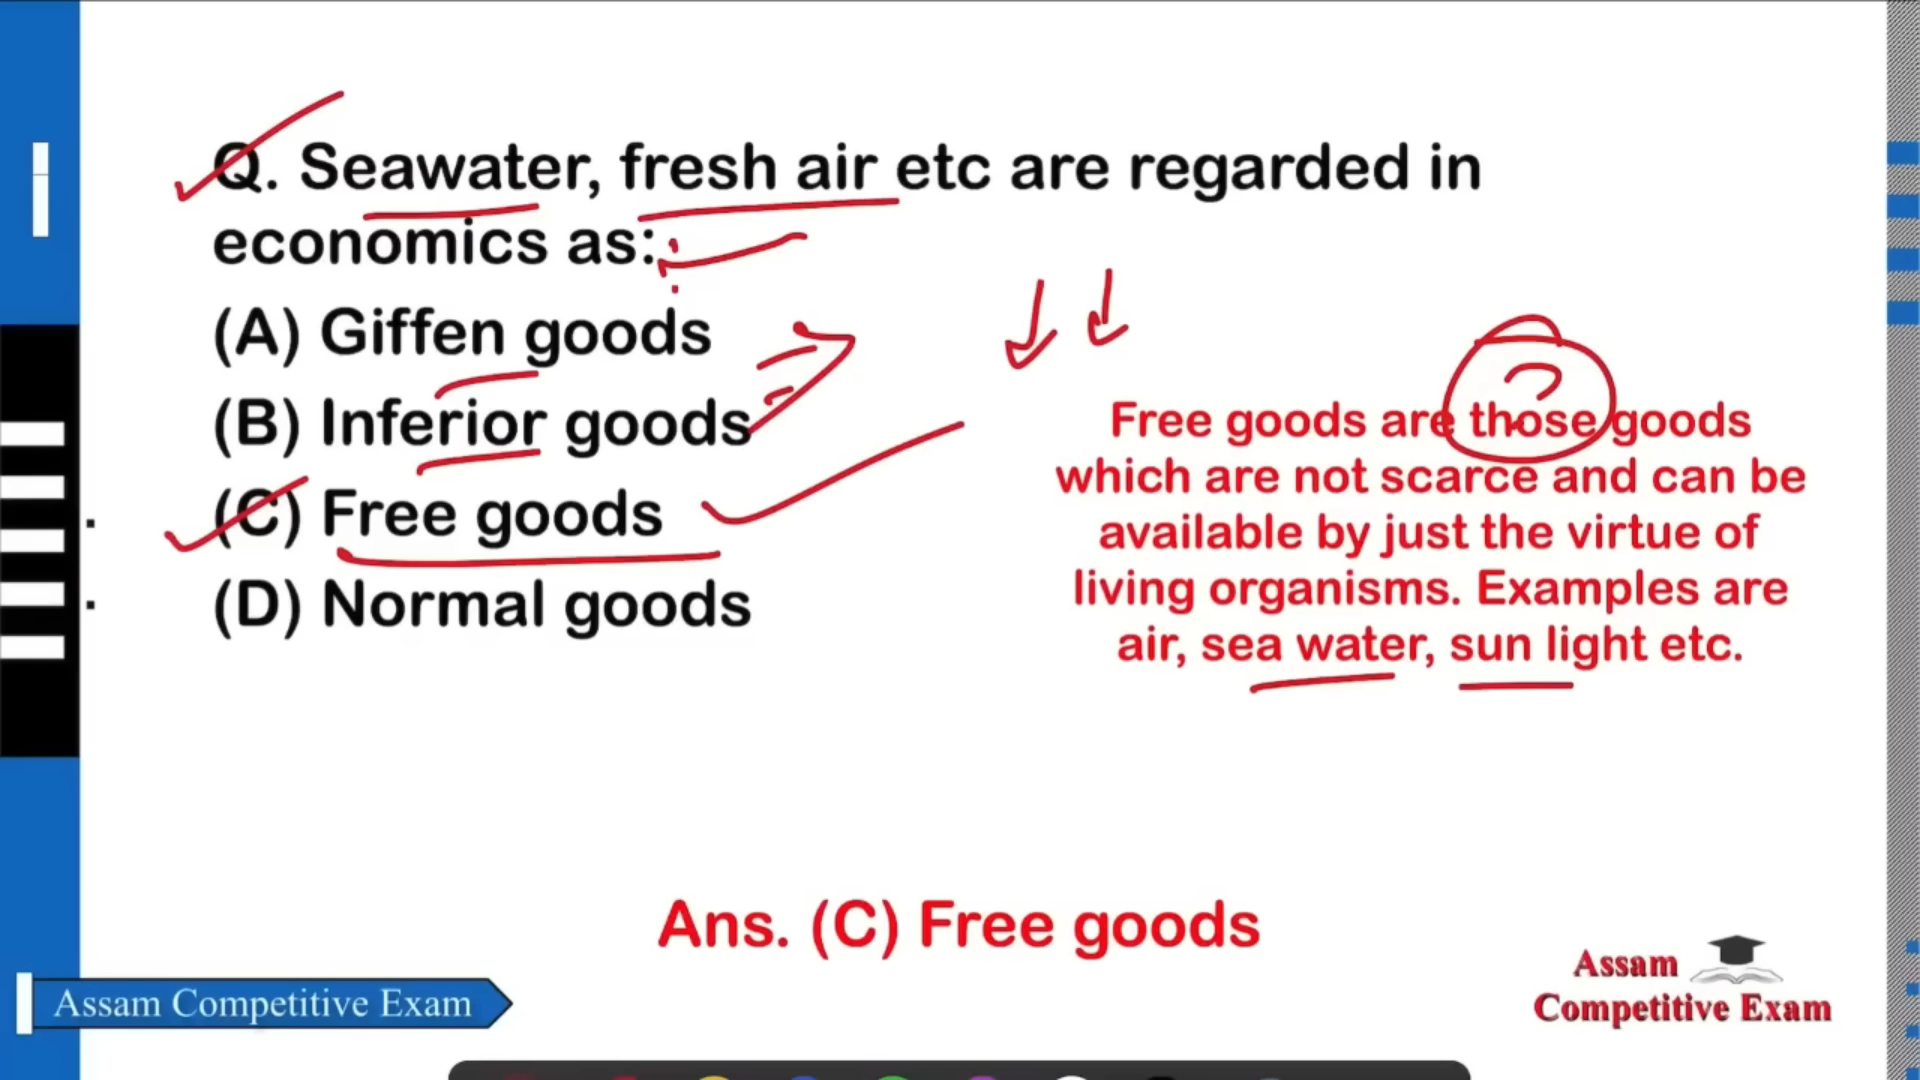 Q. Seawater, fresh air etc are regarded in
economics as:
(A) Giffen goods
(B) Inferior goods
(C) Free goods
(D) Normal goods
Free goods are those goods
which are not scarce and can be
available by just the virtue of
living organisms. Examples are
air, sea water, sun light etc.
?
Ans. (C) Free goods
Assam Competitive Exam
Assam
Competitive Exam